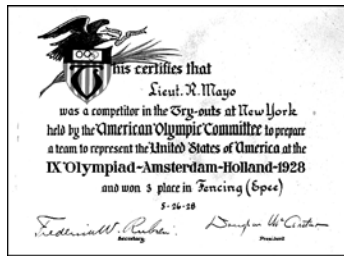 This certifies that
Lieut. R. Mayo
was a competitor in the Try-outs at New York
held by the American Olympic Committee to prepare
a team to represent the United States of America at the
IX Olympiad-Amsterdam-Holland-1928
and won 3 place in Fencing (Epee)
5-26-28
Frederick W. Rubien
Douglas McArthur
Secretary
President